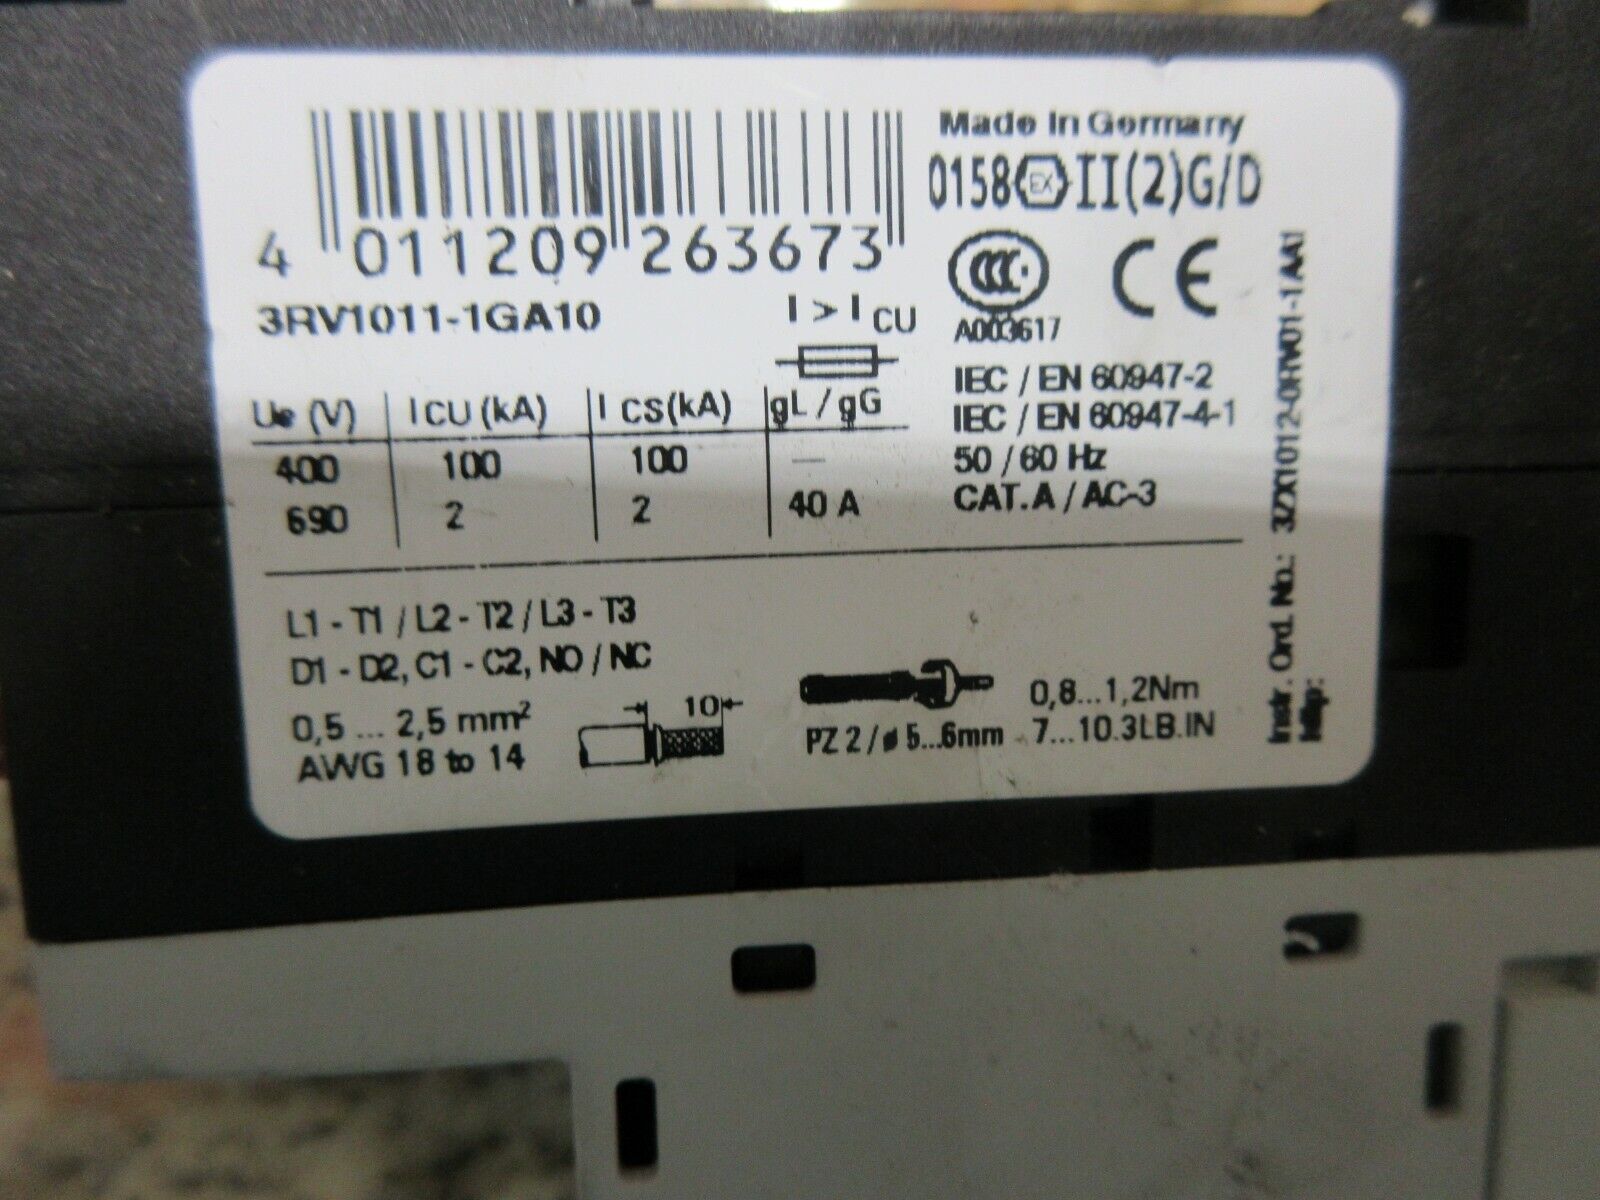 Made in Germany
0158 EX II(2)G/D
4 011209 263673
CCC
CE
A003617
3RV1011-1GA10
I > I CU
Ue (V) I CU (kA) I CS (kA) gL / gG
400 100 100 —
690 2 2 40 A
IEC / EN 60947-2
IEC / EN 60947-4-1
50 / 60 Hz
CAT. A / AC-3
L1 - T1 / L2 - T2 / L3 - T3
D1 - D2, C1 - C2, NO / NC
0,5 ... 2,5 mm²
AWG 18 to 14
10
PZ 2 / ø 5...6mm
0,8...1,2Nm
7...10.3LB.IN
Instr. Ord. No.: 3ZX1012-0RV01-1AA1